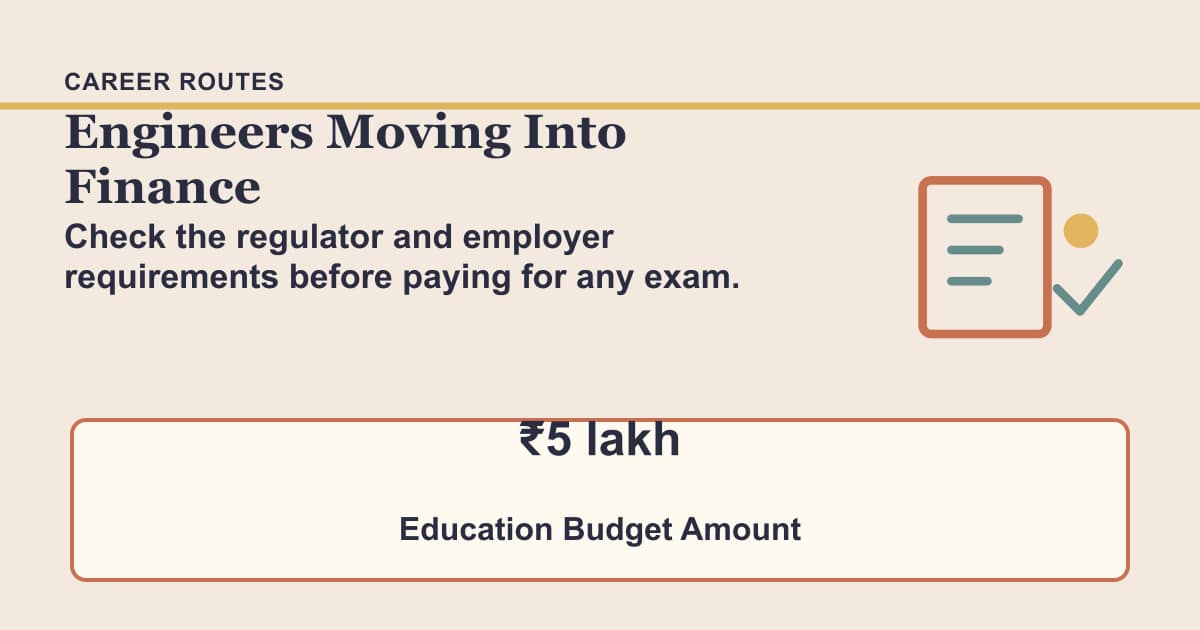 CAREER ROUTES
Engineers Moving Into
Finance
Check the regulator and employer
requirements before paying for any exam.
₹5 lakh
Education Budget Amount